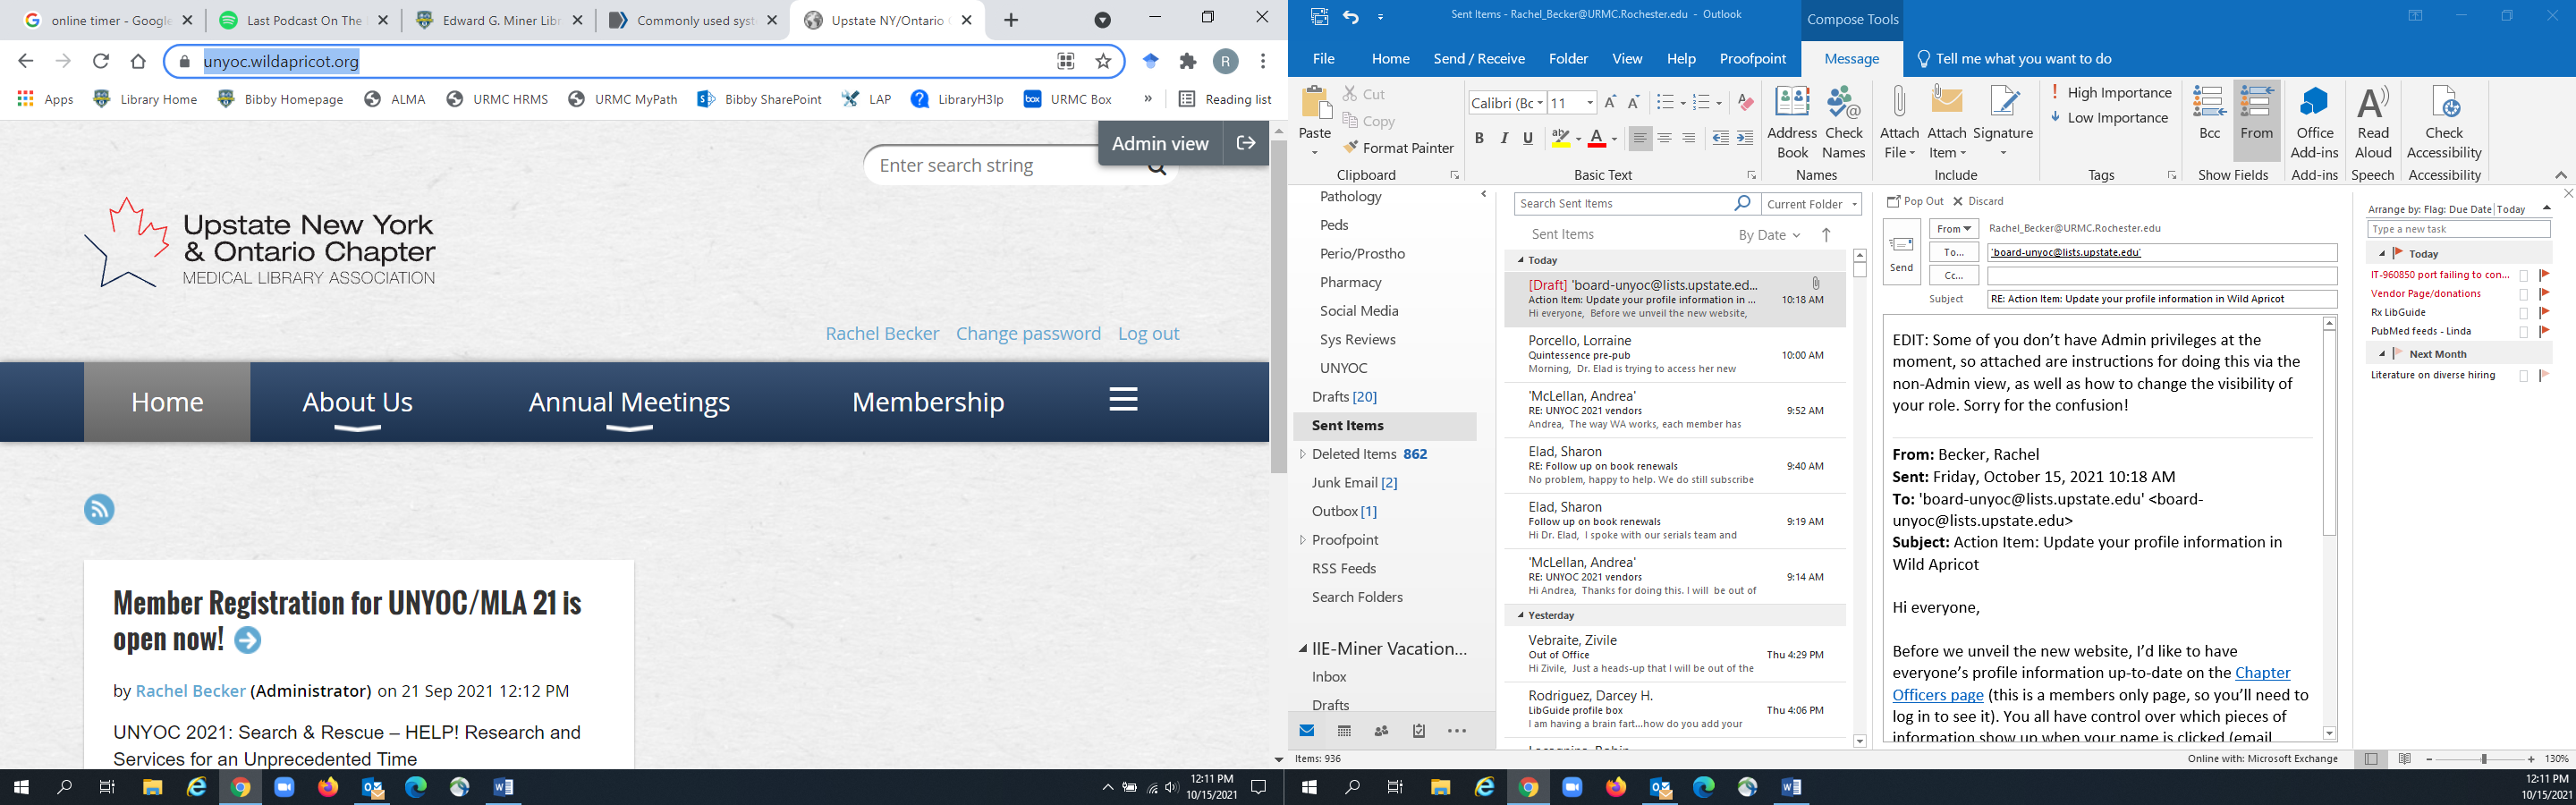 online timer - Google
Last Podcast On The
Edward G. Miner Libr
Commonly used syst
Upstate NY/Ontario
unyoc.wildapricot.org
R
Apps
Library Home
Bibby Homepage
ALMA
URMC HRMS
URMC MyPath
Bibby SharePoint
LAP
LibraryH3lp
URMC Box
»
Reading list
Admin view
Enter search string
Upstate New York
& Ontario Chapter
MEDICAL LIBRARY ASSOCIATION
Rachel Becker Change password Log out
Home
About Us
Annual Meetings
Membership
Member Registration for UNYOC/MLA 21 is
open now!
by Rachel Becker (Administrator) on 21 Sep 2021 12:12 PM
UNYOC 2021: Search & Rescue – HELP! Research and
Services for an Unprecedented Time
12:11 PM
10/15/2021
Sent Items - Rachel_Becker@URMC.Rochester.edu - Outlook
Compose Tools
File
Home
Send / Receive
Folder
View
Help
Proofpoint
Message
Tell me what you want to do
Paste
Cut
Copy
Format Painter
Clipboard
Calibri (Bc
11
B I U
Basic Text
Address
Book
Check
Names
Names
Attach
File
Attach
Item
Signature
Include
High Importance
Low Importance
Tags
Bcc
From
Show Fields
Office
Add-ins
Add-ins
Read
Aloud
Speech
Check
Accessibility
Accessibility
Pathology
Peds
Perio/Prostho
Pharmacy
Social Media
Sys Reviews
UNYOC
Drafts [20]
Sent Items
Deleted Items 862
Junk Email [2]
Outbox [1]
Proofpoint
RSS Feeds
Search Folders
IIE-Miner Vacation...
Inbox
Drafts
Search Sent Items
Current Folder
Sent Items
By Date
Today
[Draft] 'board-unyoc@lists.upstate.ed...
Action Item: Update your profile information in ... 10:18 AM
Hi everyone, Before we unveil the new website,
Porcello, Lorraine
Quintessence pre-pub 10:00 AM
Morning, Dr. Elad is trying to access her new
'McLellan, Andrea'
RE: UNYOC 2021 vendors 9:52 AM
Andrea, The way WA works, each member has
Elad, Sharon
RE: Follow up on book renewals 9:40 AM
No problem, happy to help. We do still subscribe
Elad, Sharon
Follow up on book renewals 9:19 AM
Hi Dr. Elad, I spoke with our serials team and
'McLellan, Andrea'
RE: UNYOC 2021 vendors 9:14 AM
Hi Andrea, Thanks for doing this. I will be out of
Yesterday
Vebraite, Zivile
Out of Office Thu 4:29 PM
Hi Zivile, Just a heads-up that I will be out of the
Rodriguez, Darcey H.
LibGuide profile box Thu 4:06 PM
I am having a brain fart...how do you add your
Pop Out
Discard
Send
From
Rachel_Becker@URMC.Rochester.edu
To...
'board-unyoc@lists.upstate.edu'
Cc...
Subject
RE: Action Item: Update your profile information in Wild Apricot
EDIT: Some of you don't have Admin privileges at the
moment, so attached are instructions for doing this via the
non-Admin view, as well as how to change the visibility of
your role. Sorry for the confusion!
From: Becker, Rachel
Sent: Friday, October 15, 2021 10:18 AM
To: 'board-unyoc@lists.upstate.edu' <board-
unyoc@lists.upstate.edu>
Subject: Action Item: Update your profile information in
Wild Apricot
Hi everyone,
Before we unveil the new website, I'd like to have
everyone's profile information up-to-date on the Chapter
Officers page (this is a members only page, so you'll need to
log in to see it). You all have control over which pieces of
information show up when your name is clicked (email
Arrange by: Flag: Due Date Today
Type a new task
Today
IT-960850 port failing to con...
Vendor Page/donations
Rx LibGuide
PubMed feeds - Linda
Next Month
Literature on diverse hiring
Items: 936
Online with: Microsoft Exchange
130%
12:11 PM
10/15/2021